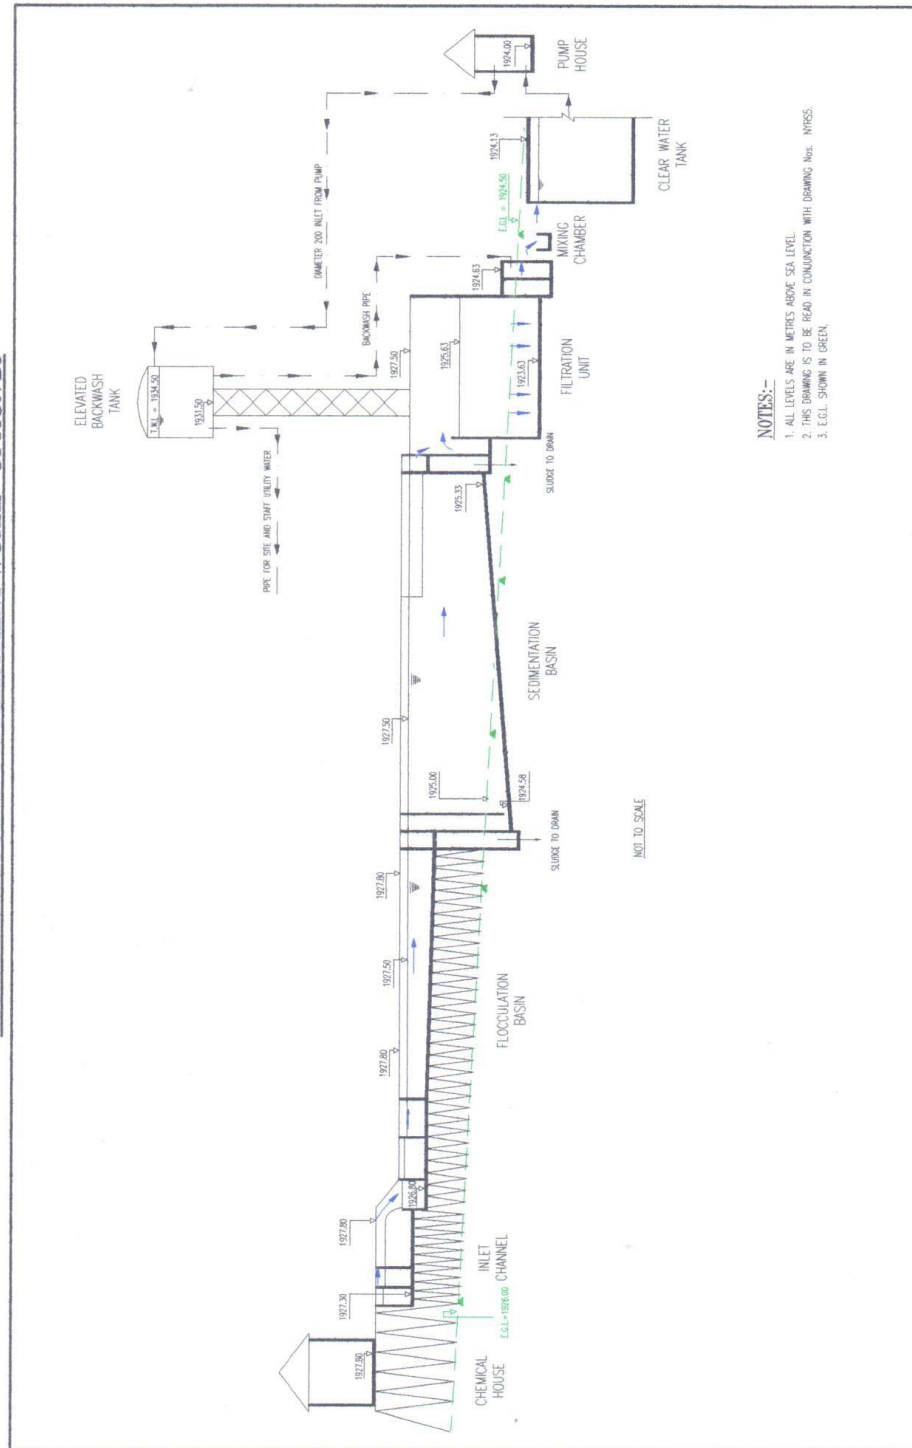 ELEVATED
BACKWASH
TANK
T.W.L = 1934.50
1931.50
PIPE FOR SITE AND STAFF UTILITY WATER
DIAMETER 200 INLET FROM PUMP
BACKWASH PIPE
1924.00
PUMP
HOUSE
1927.80
CHEMICAL
HOUSE
E.G.L=1926.00
1927.30
1927.80
1926.80
INLET
CHANNEL
1927.80
1927.50
1927.80
FLOCCULATION
BASIN
SLUDGE TO DRAIN
1925.00
1924.58
1927.50
SEDIMENTATION
BASIN
1925.33
SLUDGE TO DRAIN
1927.50
1925.63
1923.63
FILTRATION
UNIT
1924.63
MIXING
CHAMBER
E.G.L = 1924.50
1924.13
CLEAR WATER
TANK
NOT TO SCALE
NOTES:-
1. ALL LEVELS ARE IN METRES ABOVE SEA LEVEL.
2. THIS DRAWING IS TO BE READ IN CONJUNCTION WITH DRAWING Nos. NYRS5.
3. E.G.L SHOWN IN GREEN.